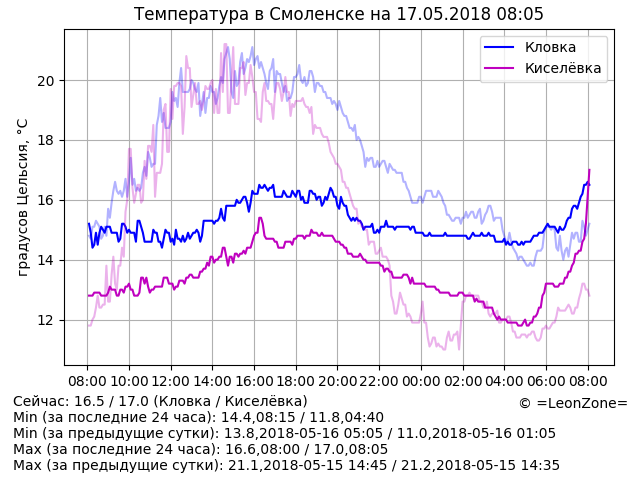 Температура в Смоленске на 17.05.2018 08:05
Кловка
Киселёвка
градусов Цельсия, °C
20
18
16
14
12
08:00 10:00 12:00 14:00 16:00 18:00 20:00 22:00 00:00 02:00 04:00 06:00 08:00
Сейчас: 16.5 / 17.0 (Кловка / Киселёвка)
© =LeonZone=
Min (за последние 24 часа): 14.4,08:15 / 11.8,04:40
Min (за предыдущие сутки): 13.8,2018-05-16 05:05 / 11.0,2018-05-16 01:05
Max (за последние 24 часа): 16.6,08:00 / 17.0,08:05
Max (за предыдущие сутки): 21.1,2018-05-15 14:45 / 21.2,2018-05-15 14:35